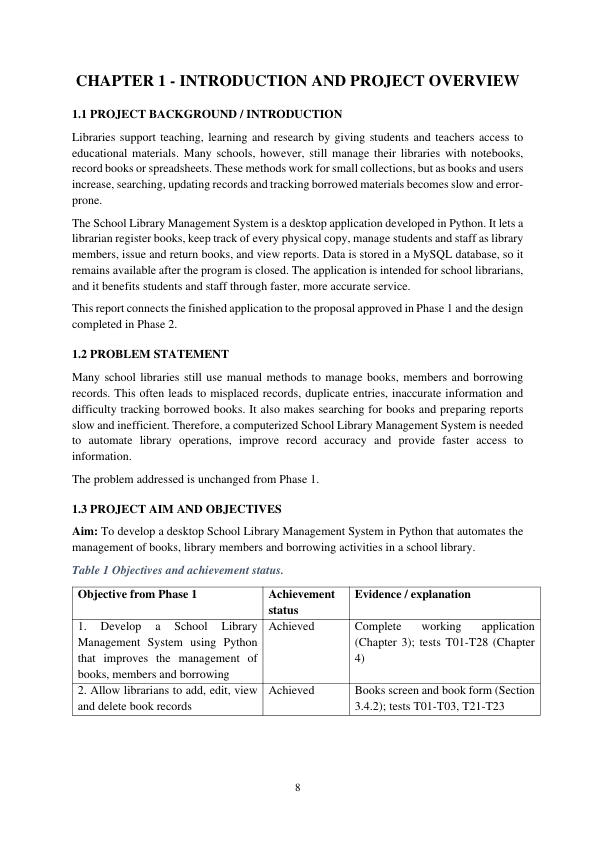 CHAPTER 1 - INTRODUCTION AND PROJECT OVERVIEW
1.1 PROJECT BACKGROUND / INTRODUCTION
Libraries support teaching, learning and research by giving students and teachers access to
educational materials. Many schools, however, still manage their libraries with notebooks,
record books or spreadsheets. These methods work for small collections, but as books and users
increase, searching, updating records and tracking borrowed materials becomes slow and error-
prone.
The School Library Management System is a desktop application developed in Python. It lets a
librarian register books, keep track of every physical copy, manage students and staff as library
members, issue and return books, and view reports. Data is stored in a MySQL database, so it
remains available after the program is closed. The application is intended for school librarians,
and it benefits students and staff through faster, more accurate service.
This report connects the finished application to the proposal approved in Phase 1 and the design
completed in Phase 2.
1.2 PROBLEM STATEMENT
Many school libraries still use manual methods to manage books, members and borrowing
records. This often leads to misplaced records, duplicate entries, inaccurate information and
difficulty tracking borrowed books. It also makes searching for books and preparing reports
slow and inefficient. Therefore, a computerized School Library Management System is needed
to automate library operations, improve record accuracy and provide faster access to
information.
The problem addressed is unchanged from Phase 1.
1.3 PROJECT AIM AND OBJECTIVES
Aim: To develop a desktop School Library Management System in Python that automates the
management of books, library members and borrowing activities in a school library.
Table 1 Objectives and achievement status.
Objective from Phase 1
Achievement
status
Evidence / explanation
1. Develop a School Library
Management System using Python
that improves the management of
books, members and borrowing
Achieved
Complete working application
(Chapter 3); tests T01-T28 (Chapter
4)
2. Allow librarians to add, edit, view
and delete book records
Achieved
Books screen and book form (Section
3.4.2); tests T01-T03, T21-T23
8